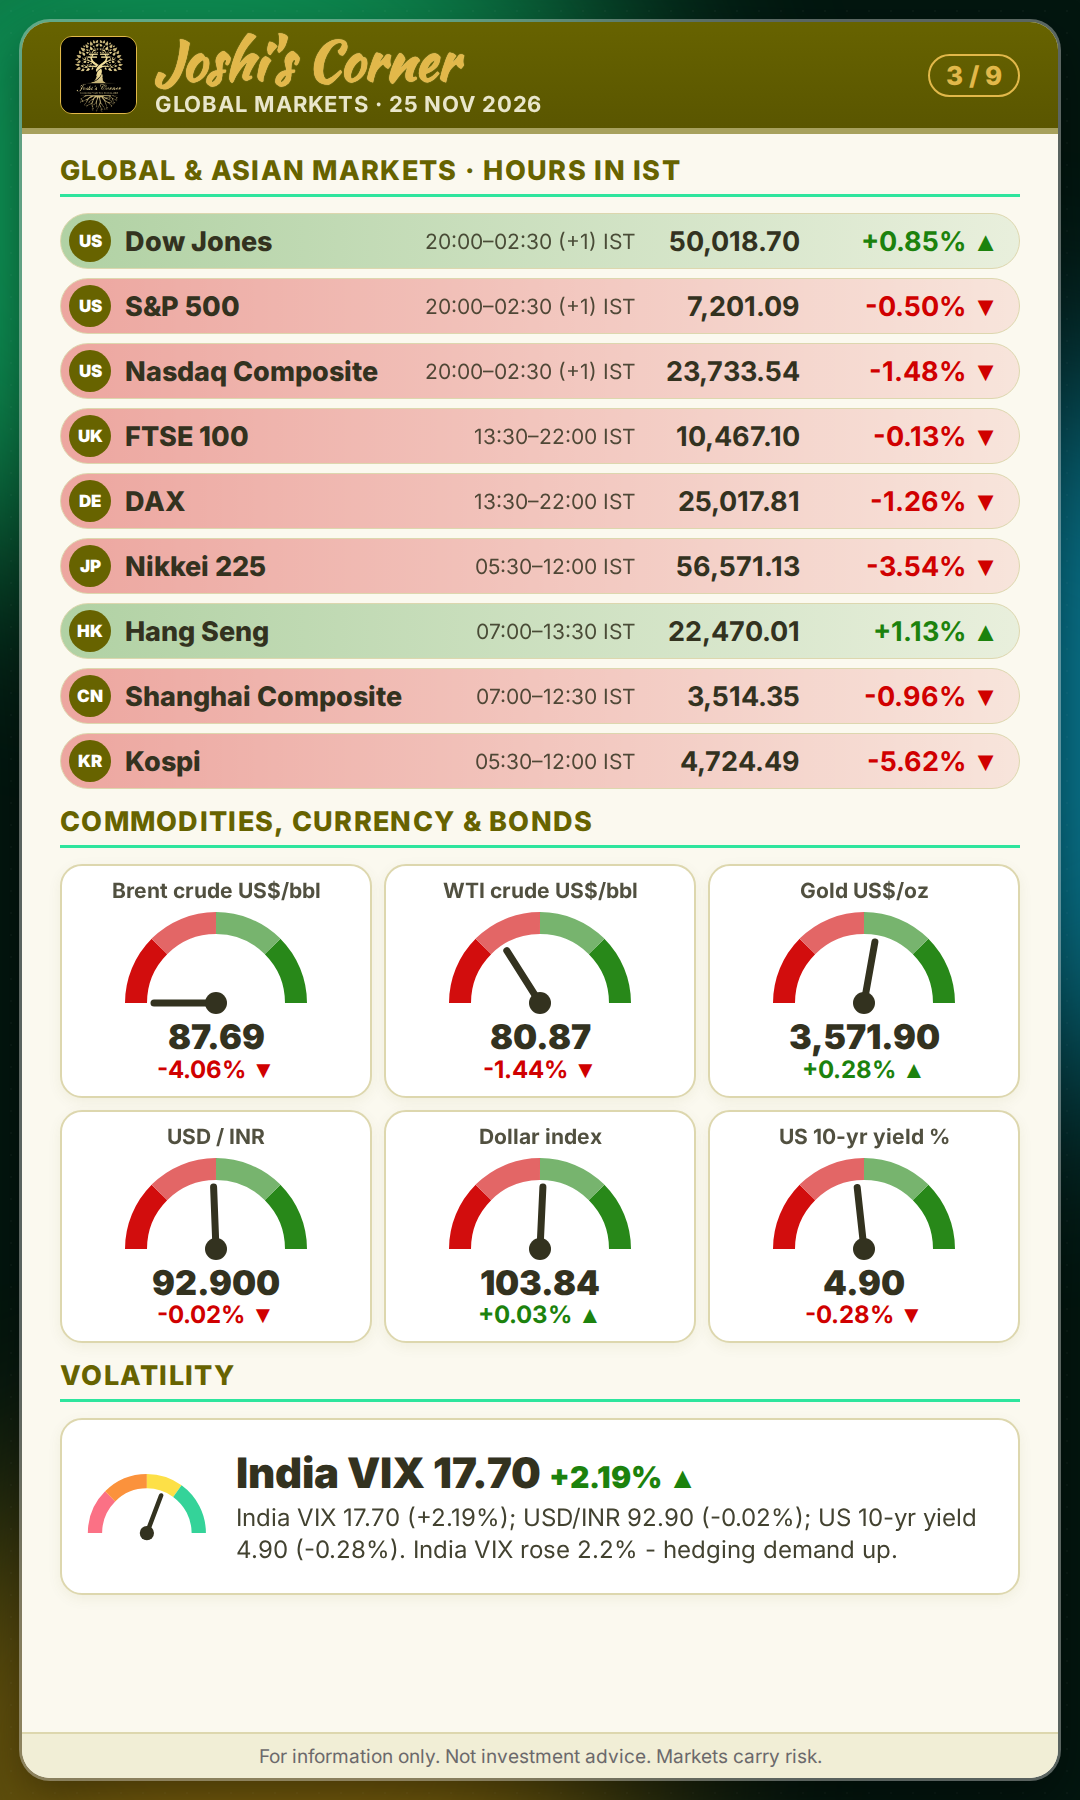 Joshi's Corner
Joshi's Corner
GLOBAL MARKETS · 25 NOV 2026
3 / 9
GLOBAL & ASIAN MARKETS · HOURS IN IST
US Dow Jones 20:00–02:30 (+1) IST 50,018.70 +0.85% ▲
US S&P 500 20:00–02:30 (+1) IST 7,201.09 -0.50% ▼
US Nasdaq Composite 20:00–02:30 (+1) IST 23,733.54 -1.48% ▼
UK FTSE 100 13:30–22:00 IST 10,467.10 -0.13% ▼
DE DAX 13:30–22:00 IST 25,017.81 -1.26% ▼
JP Nikkei 225 05:30–12:00 IST 56,571.13 -3.54% ▼
HK Hang Seng 07:00–13:30 IST 22,470.01 +1.13% ▲
CN Shanghai Composite 07:00–12:30 IST 3,514.35 -0.96% ▼
KR Kospi 05:30–12:00 IST 4,724.49 -5.62% ▼
COMMODITIES, CURRENCY & BONDS
Brent crude US$/bbl
87.69
-4.06% ▼
WTI crude US$/bbl
80.87
-1.44% ▼
Gold US$/oz
3,571.90
+0.28% ▲
USD / INR
92.900
-0.02% ▼
Dollar index
103.84
+0.03% ▲
US 10-yr yield %
4.90
-0.28% ▼
VOLATILITY
India VIX 17.70 +2.19% ▲
India VIX 17.70 (+2.19%); USD/INR 92.90 (-0.02%); US 10-yr yield
4.90 (-0.28%). India VIX rose 2.2% - hedging demand up.
For information only. Not investment advice. Markets carry risk.